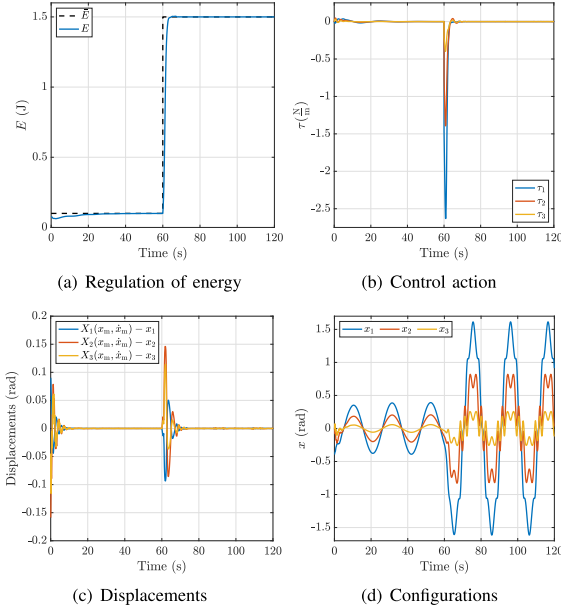 1.5
1
0.5
0
E (J)
Ē
E
0 20 40 60 80 100 120
Time (s)
(a) Regulation of energy
0
-0.5
-1
-1.5
-2
-2.5
τ(N/m)
τ1
τ2
τ3
0 20 40 60 80 100 120
Time (s)
(b) Control action
0.2
0.15
0.1
0.05
0
-0.05
-0.1
-0.15
-0.2
Displacements (rad)
X1(xm, ẋm) − x1
X2(xm, ẋm) − x2
X3(xm, ẋm) − x3
0 20 40 60 80 100 120
Time (s)
(c) Displacements
x1 x2 x3
1.5
1
0.5
0
-0.5
-1
-1.5
x (rad)
0 20 40 60 80 100 120
Time (s)
(d) Configurations